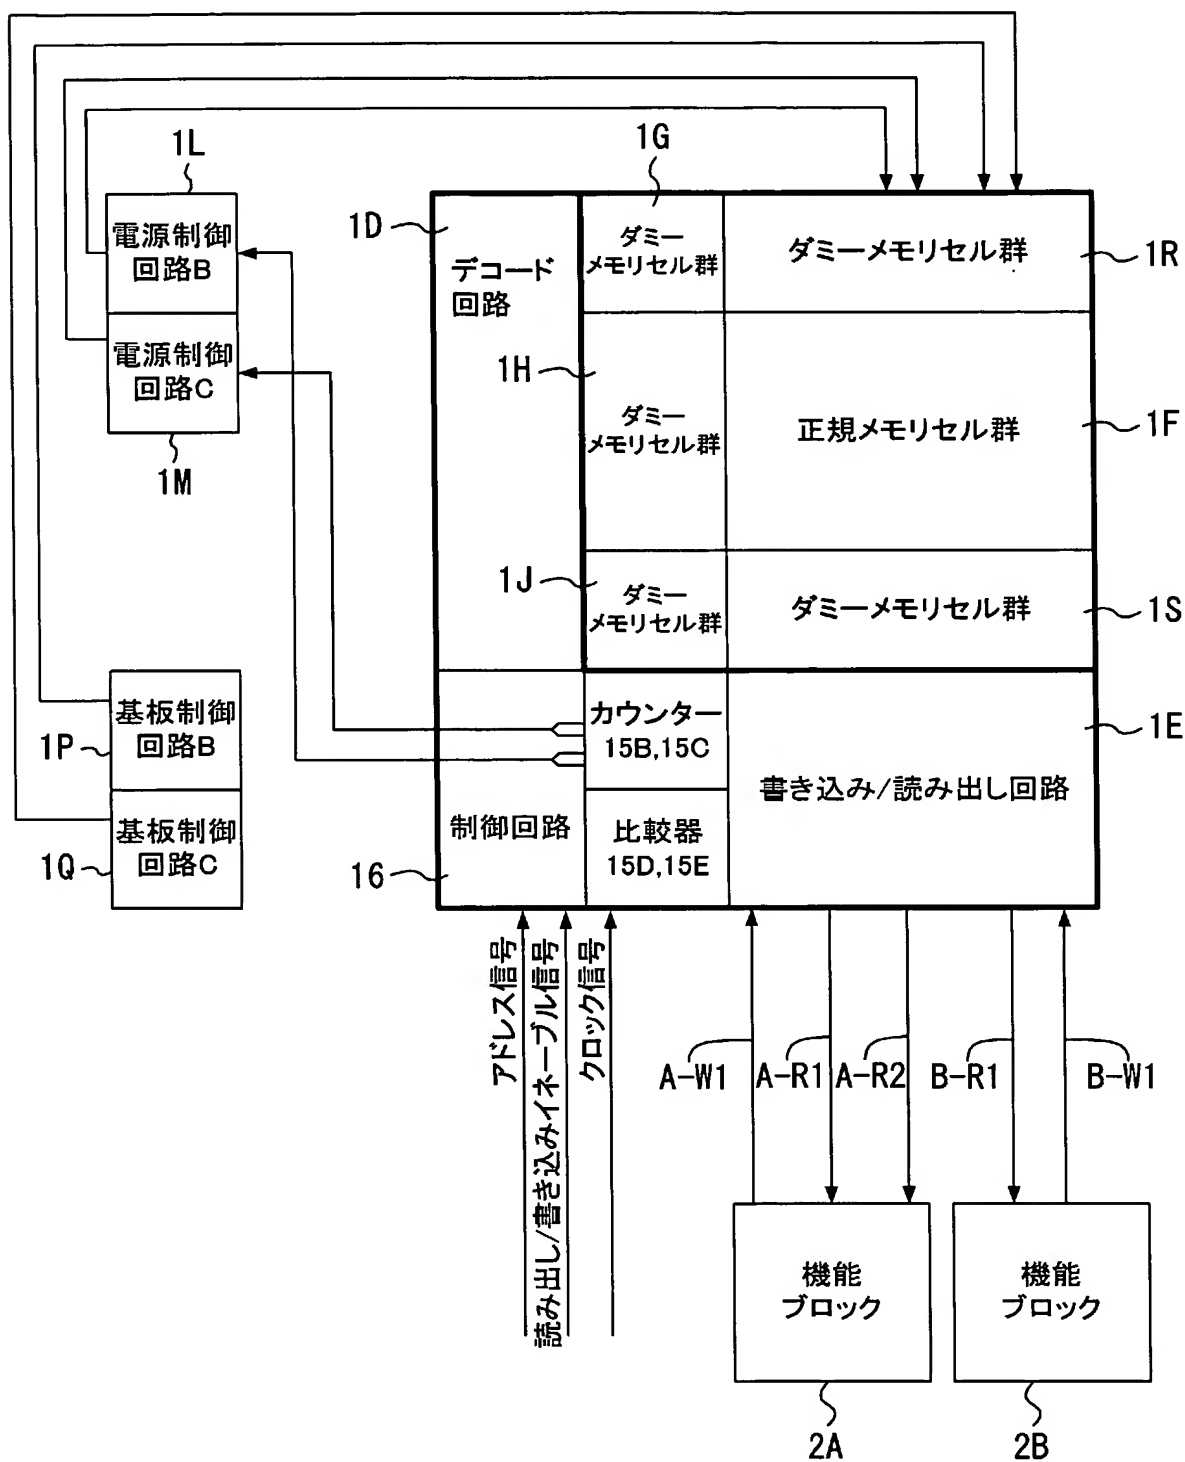 1L
電源制御
回路B
電源制御
回路C
1M
1D
デコード
回路
1G
ダミー
メモリセル群
ダミーメモリセル群
1R
1H
ダミー
メモリセル群
正規メモリセル群
1F
1J
ダミー
メモリセル群
ダミーメモリセル群
1S
基板制御
回路B
1P
基板制御
回路C
1Q
カウンター
15B,15C
1E
書き込み/読み出し回路
制御回路
16
比較器
15D,15E
アドレス信号
読み出し/書き込みイネーブル信号
クロック信号
A-W1
A-R1
A-R2
B-R1
B-W1
機能
ブロック
機能
ブロック
2A
2B